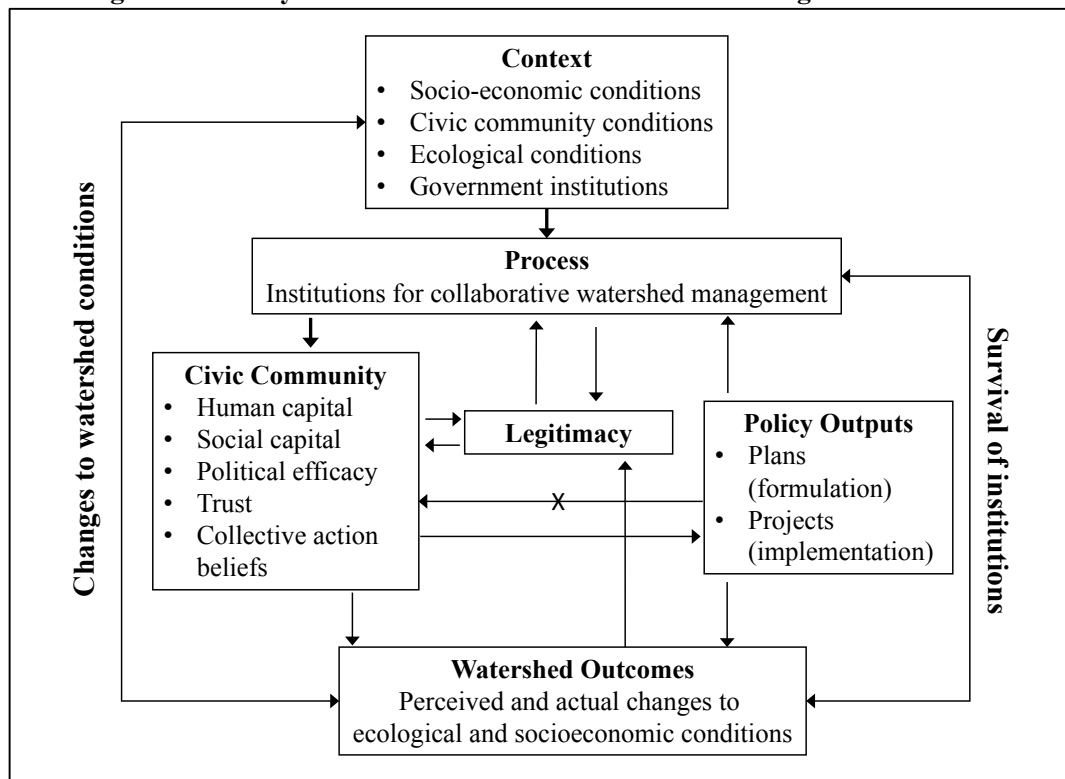 Context
• Socio-economic conditions
• Civic community conditions
• Ecological conditions
• Government institutions
Changes to watershed conditions
Process
Institutions for collaborative watershed management
Survival of institutions
Civic Community
• Human capital
• Social capital
• Political efficacy
• Trust
• Collective action
beliefs
Legitimacy
Policy Outputs
• Plans
(formulation)
• Projects
(implementation)
X
Watershed Outcomes
Perceived and actual changes to
ecological and socioeconomic conditions